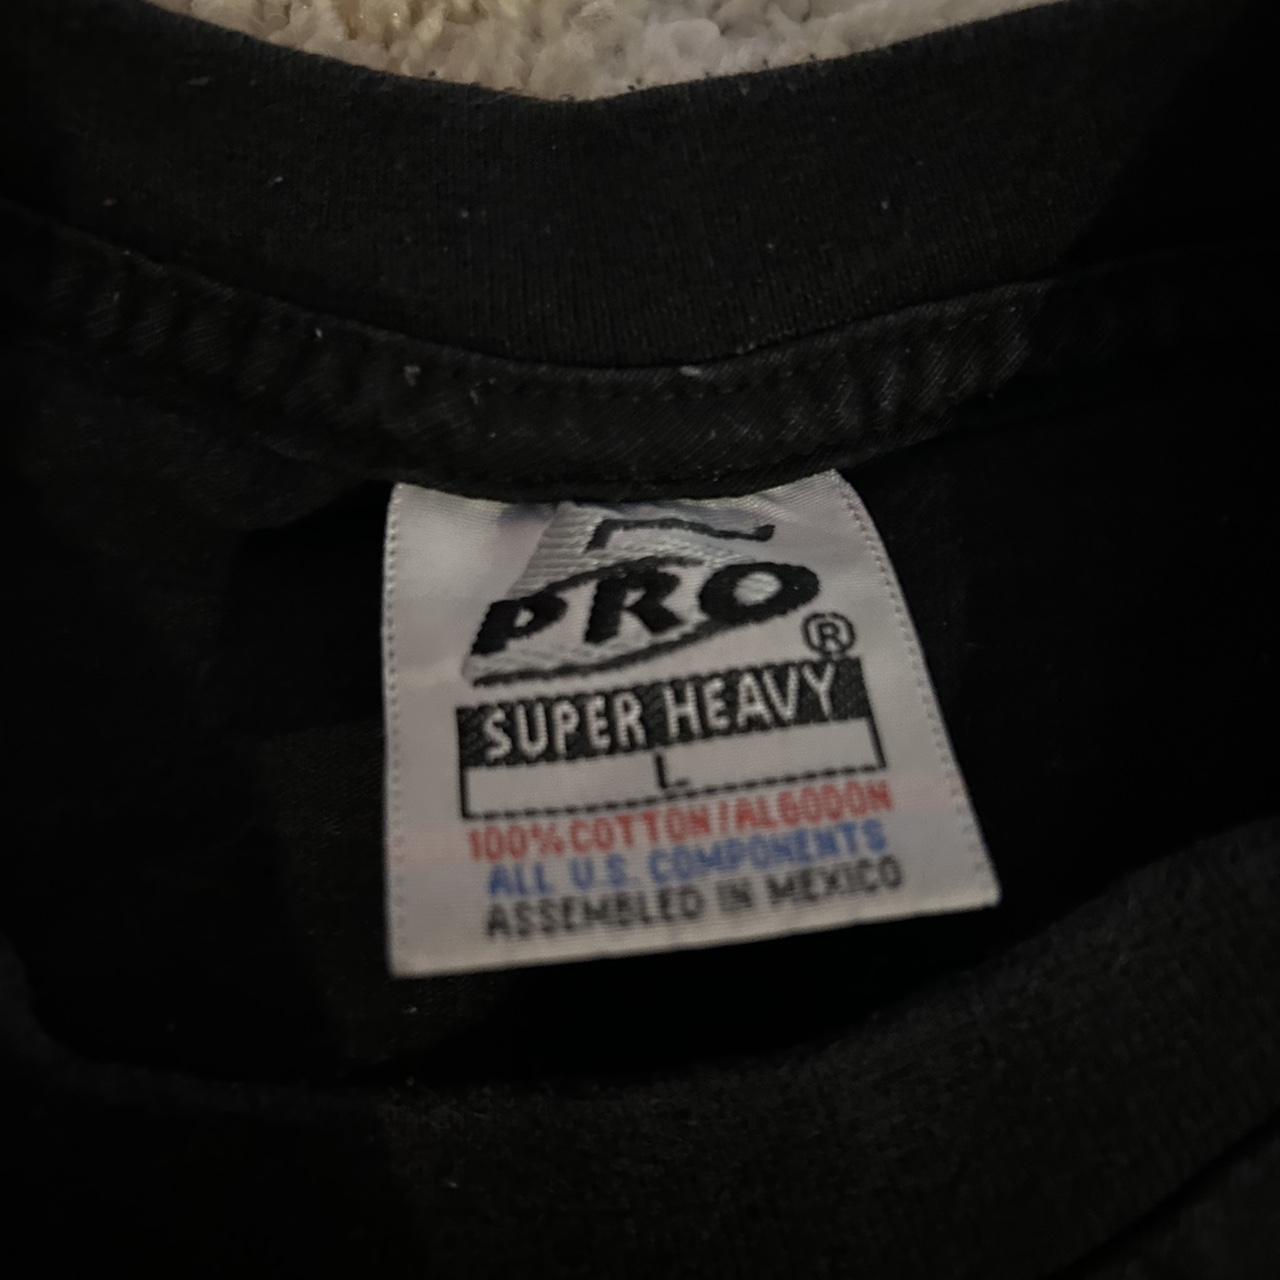 PRO
®
SUPER HEAVY
L
100% COTTON/ALGODON
ALL U.S. COMPONENTS
ASSEMBLED IN MEXICO